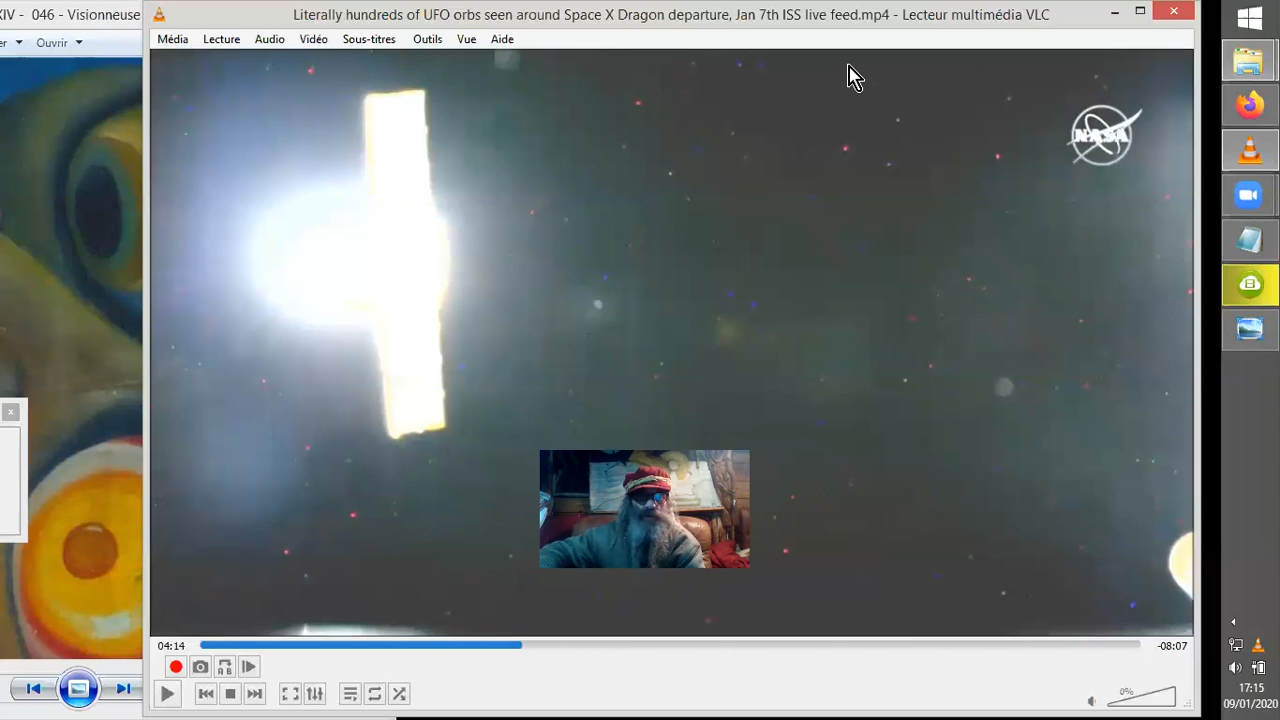 XIV - 046 - Visionneuse
Literally hundreds of UFO orbs seen around Space X Dragon departure, Jan 7th ISS live feed.mp4 - Lecteur multimédia VLC
er Ouvrir
Média Lecture Audio Vidéo Sous-titres Outils Vue Aide
NASA
x
04:14
-08:07
A B
0%
17:15
09/01/2020